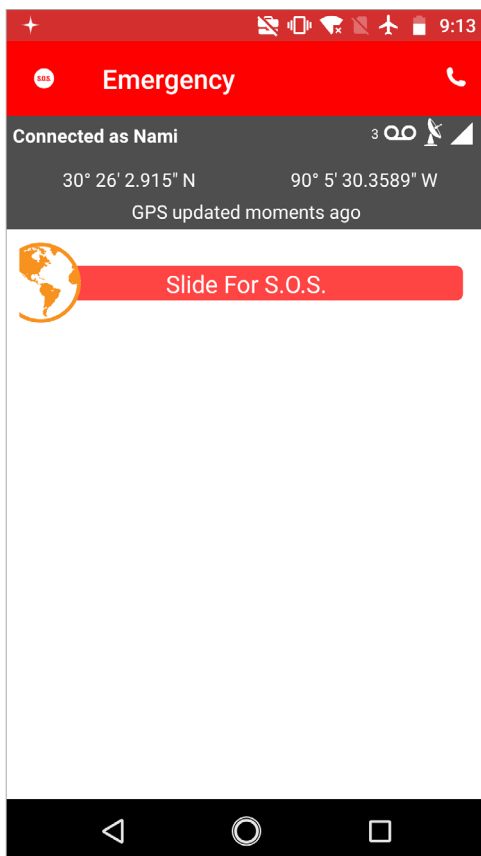 9:13
S.O.S.
Emergency
Connected as Nami
3
30° 26' 2.915" N
90° 5' 30.3589" W
GPS updated moments ago
Slide For S.O.S.